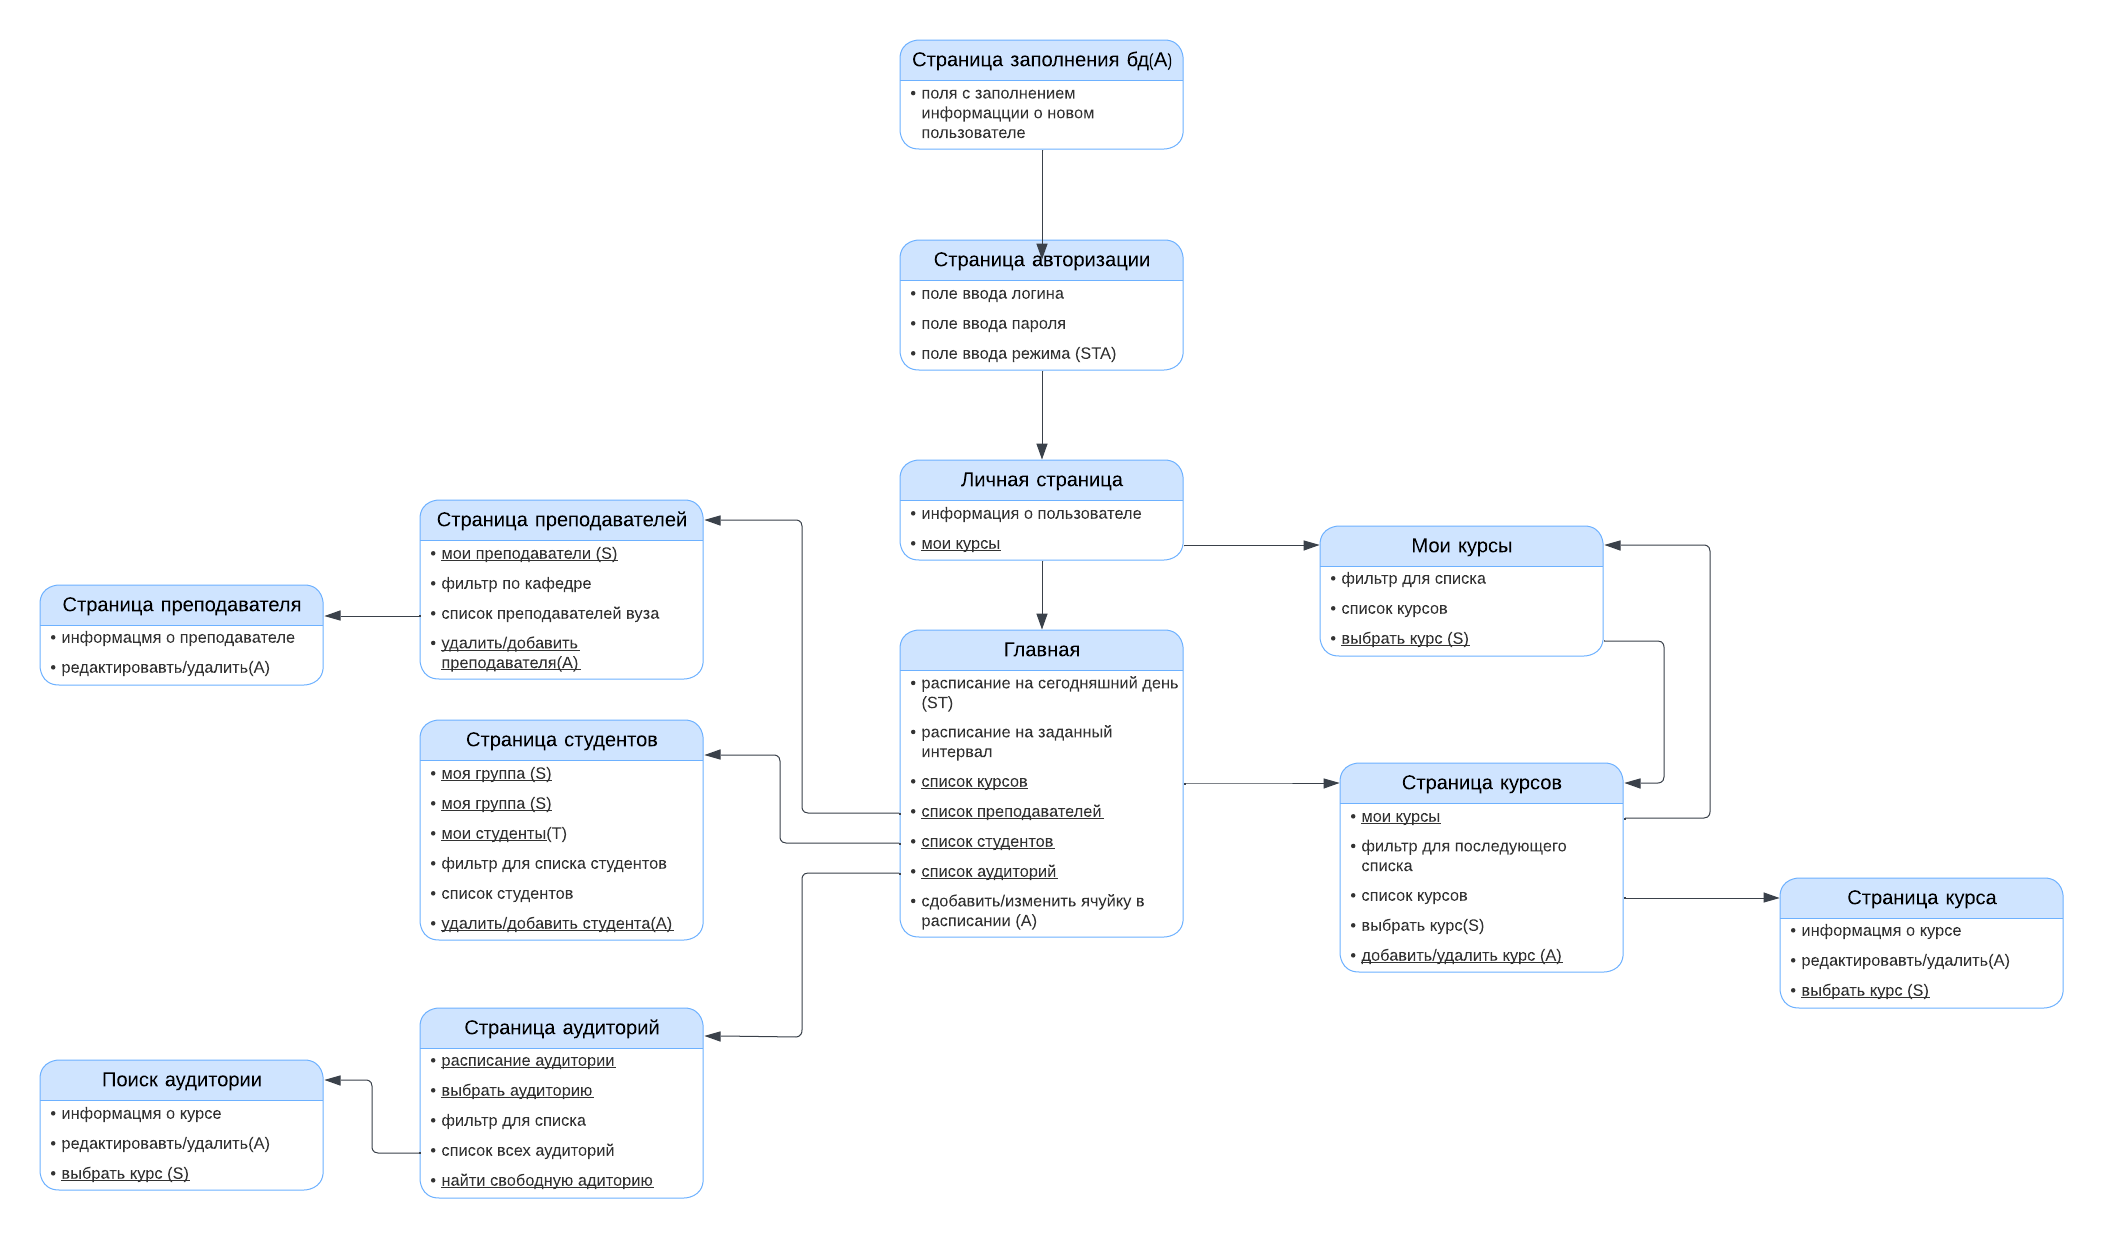 Страница заполнения бд(A)
• поля с заполнением
информацции о новом
пользователе
Страница авторизации
• поле ввода логина
• поле ввода пароля
• поле ввода режима (STA)
Личная страница
• информация о пользователе
• мои курсы
Страница преподавателей
• мои преподаватели (S)
• фильтр по кафедре
• список преподавателей вуза
• удалить/добавить
преподавателя(A)
Мои курсы
• фильтр для списка
• список курсов
• выбрать курс (S)
Страница преподавателя
• информацмя о преподавателе
• редактировавть/удалить(A)
Главная
• расписание на сегодняшний день
(ST)
• расписание на заданный
интервал
• список курсов
• список преподавателей
• список студентов
• список аудиторий
• сдобавить/изменить ячуйку в
расписании (A)
Страница студентов
• моя группа (S)
• моя группа (S)
• мои студенты(T)
• фильтр для списка студентов
• список студентов
• удалить/добавить студента(A)
Страница курсов
• мои курсы
• фильтр для последующего
списка
• список курсов
• выбрать курс(S)
• добавить/удалить курс (A)
Страница курса
• информацмя о курсе
• редактировавть/удалить(A)
• выбрать курс (S)
Страница аудиторий
• расписание аудитории
• выбрать аудиторию
• фильтр для списка
• список всех аудиторий
• найти свободную адиторию
Поиск аудитории
• информацмя о курсе
• редактировавть/удалить(A)
• выбрать курс (S)